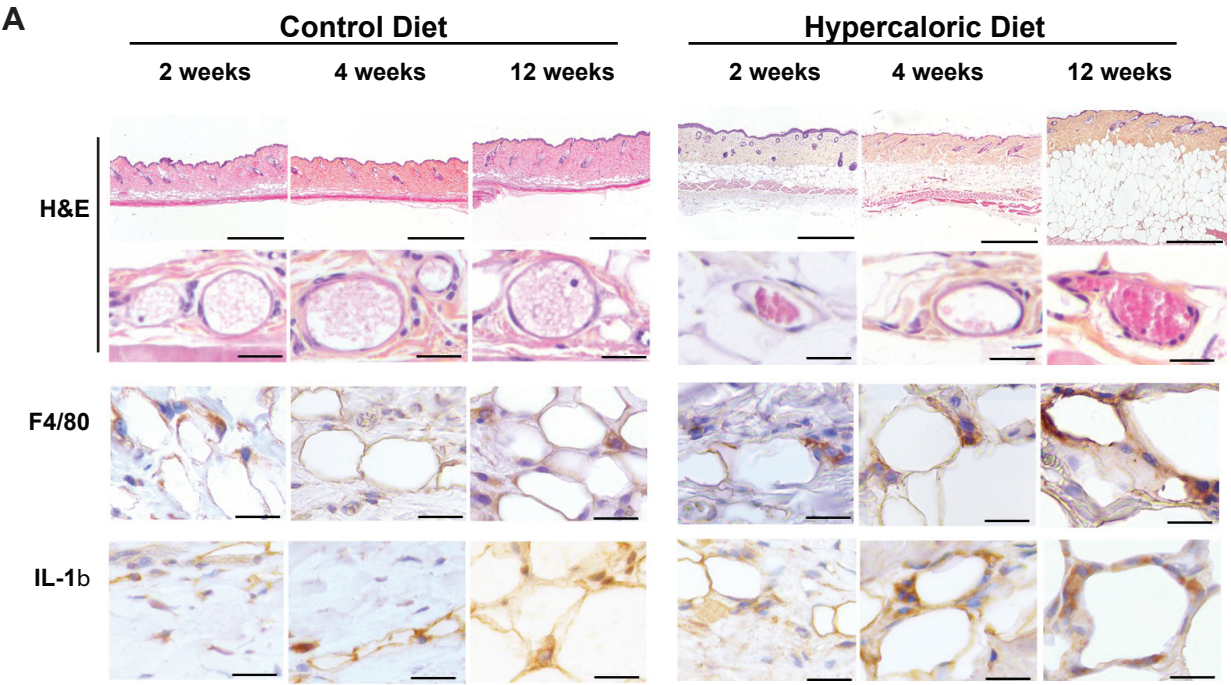 A
Control Diet
Hypercaloric Diet
2 weeks
4 weeks
12 weeks
2 weeks
4 weeks
12 weeks
H&E
F4/80
IL-1b